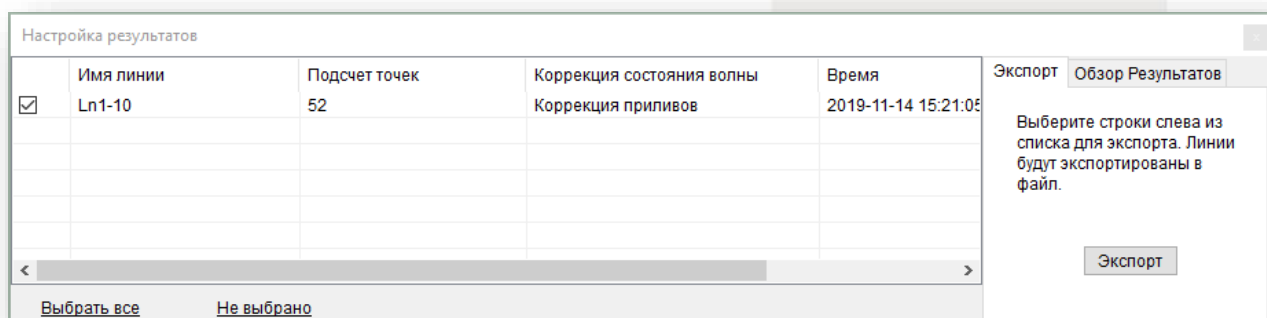 Настройка результатов
Имя линии Подсчет точек Коррекция состояния волны Время
Ln1-10 52 Коррекция приливов 2019-11-14 15:21:05
Выбрать все Не выбрано
Экспорт Обзор Результатов
Выберите строки слева из
списка для экспорта. Линии
будут экспортированы в
файл.
Экспорт